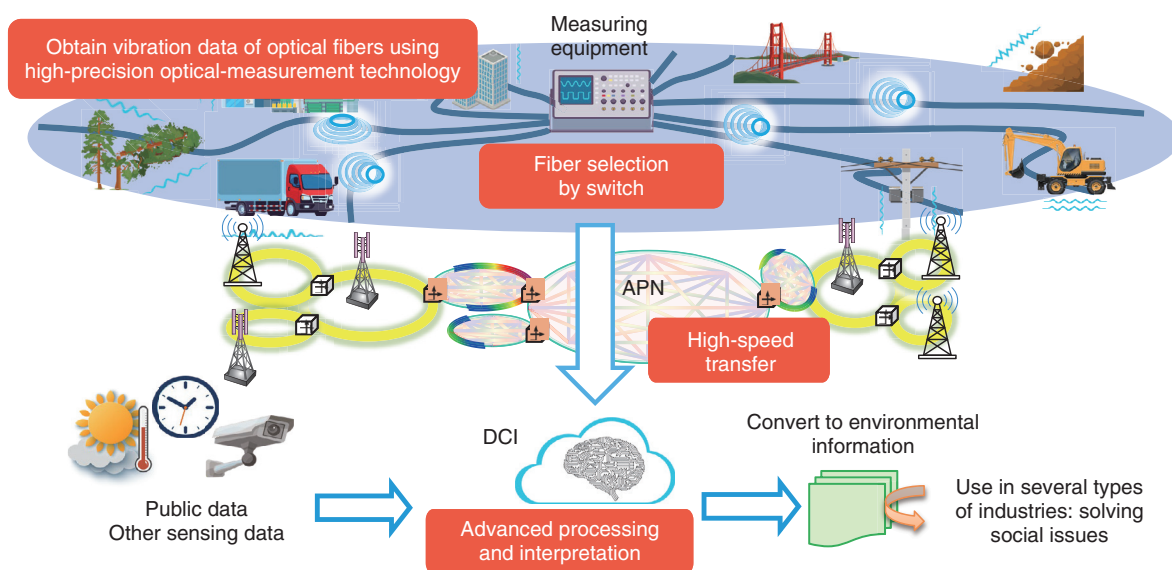 Obtain vibration data of optical fibers using
high-precision optical-measurement technology
Measuring
equipment
Fiber selection
by switch
APN
High-speed
transfer
DCI
Public data
Other sensing data
Advanced processing
and interpretation
Convert to environmental
information
Use in several types
of industries: solving
social issues